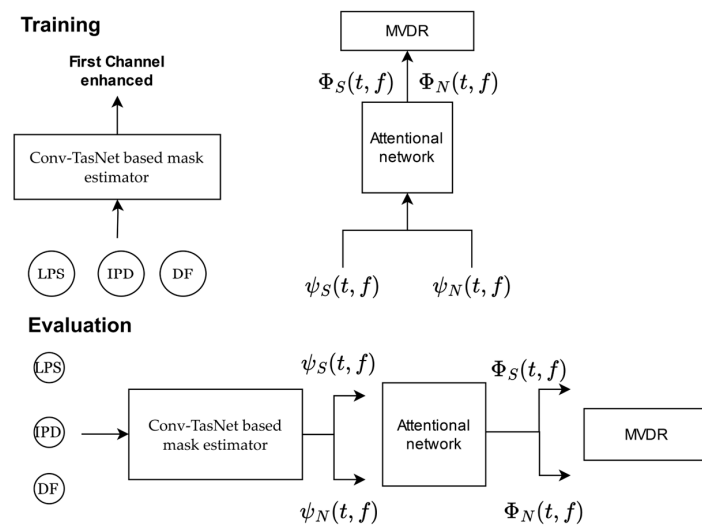 Training
First Channel
enhanced
Conv-TasNet based mask
estimator
LPS
IPD
DF
MVDR
Φ_S(t, f) Φ_N(t, f)
Attentional
network
ψ_S(t, f) ψ_N(t, f)
Evaluation
LPS
IPD
DF
Conv-TasNet based
mask estimator
ψ_S(t, f)
ψ_N(t, f)
Attentional
network
Φ_S(t, f)
Φ_N(t, f)
MVDR